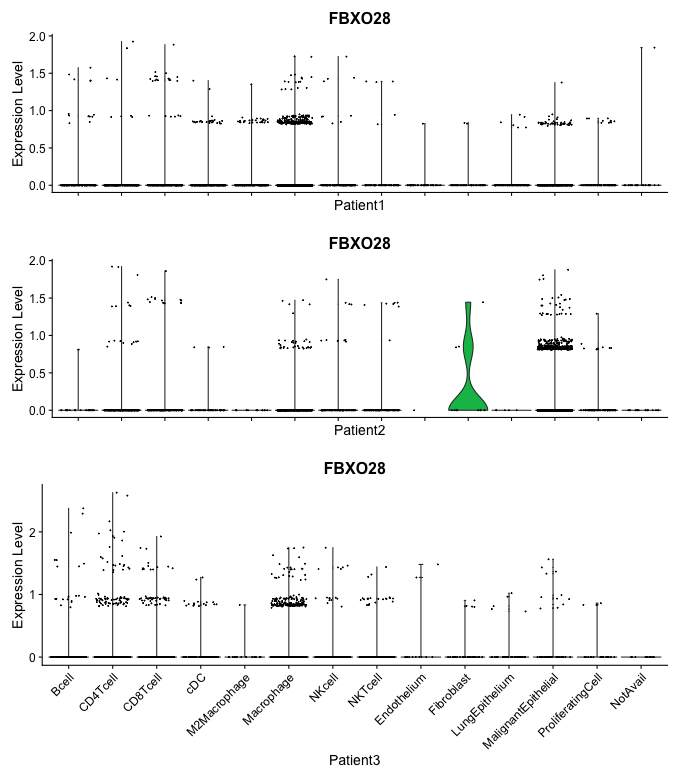 FBXO28
2.0
1.5
1.0
0.5
0.0
Expression Level
Patient1
FBXO28
2.0
1.5
1.0
0.5
0.0
Expression Level
Patient2
FBXO28
2
1
0
Expression Level
Bcell
CD4Tcell
CD8Tcell
cDC
M2Macrophage
Macrophage
NKcell
NKTcell
Endothelium
Fibroblast
LungEpithelium
MalignantEpithelial
ProliferatingCell
NotAvail
Patient3